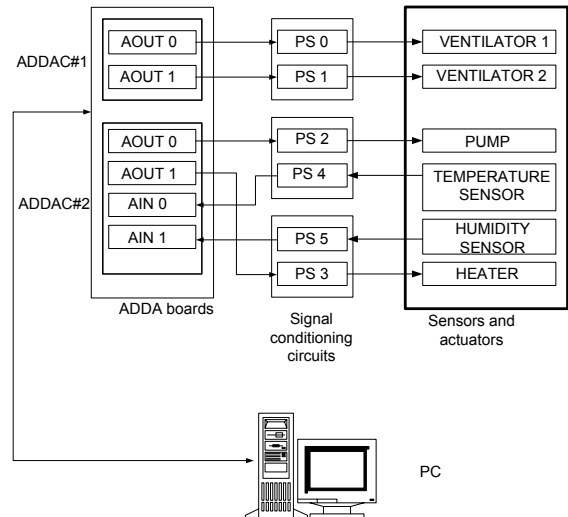 ADDAC#1
AOUT 0
PS 0
VENTILATOR 1
AOUT 1
PS 1
VENTILATOR 2
ADDAC#2
AOUT 0
PS 2
PUMP
AOUT 1
PS 4
TEMPERATURE
SENSOR
AIN 0
AIN 1
PS 5
HUMIDITY
SENSOR
PS 3
HEATER
ADDA boards
Signal
conditioning
circuits
Sensors and
actuators
PC